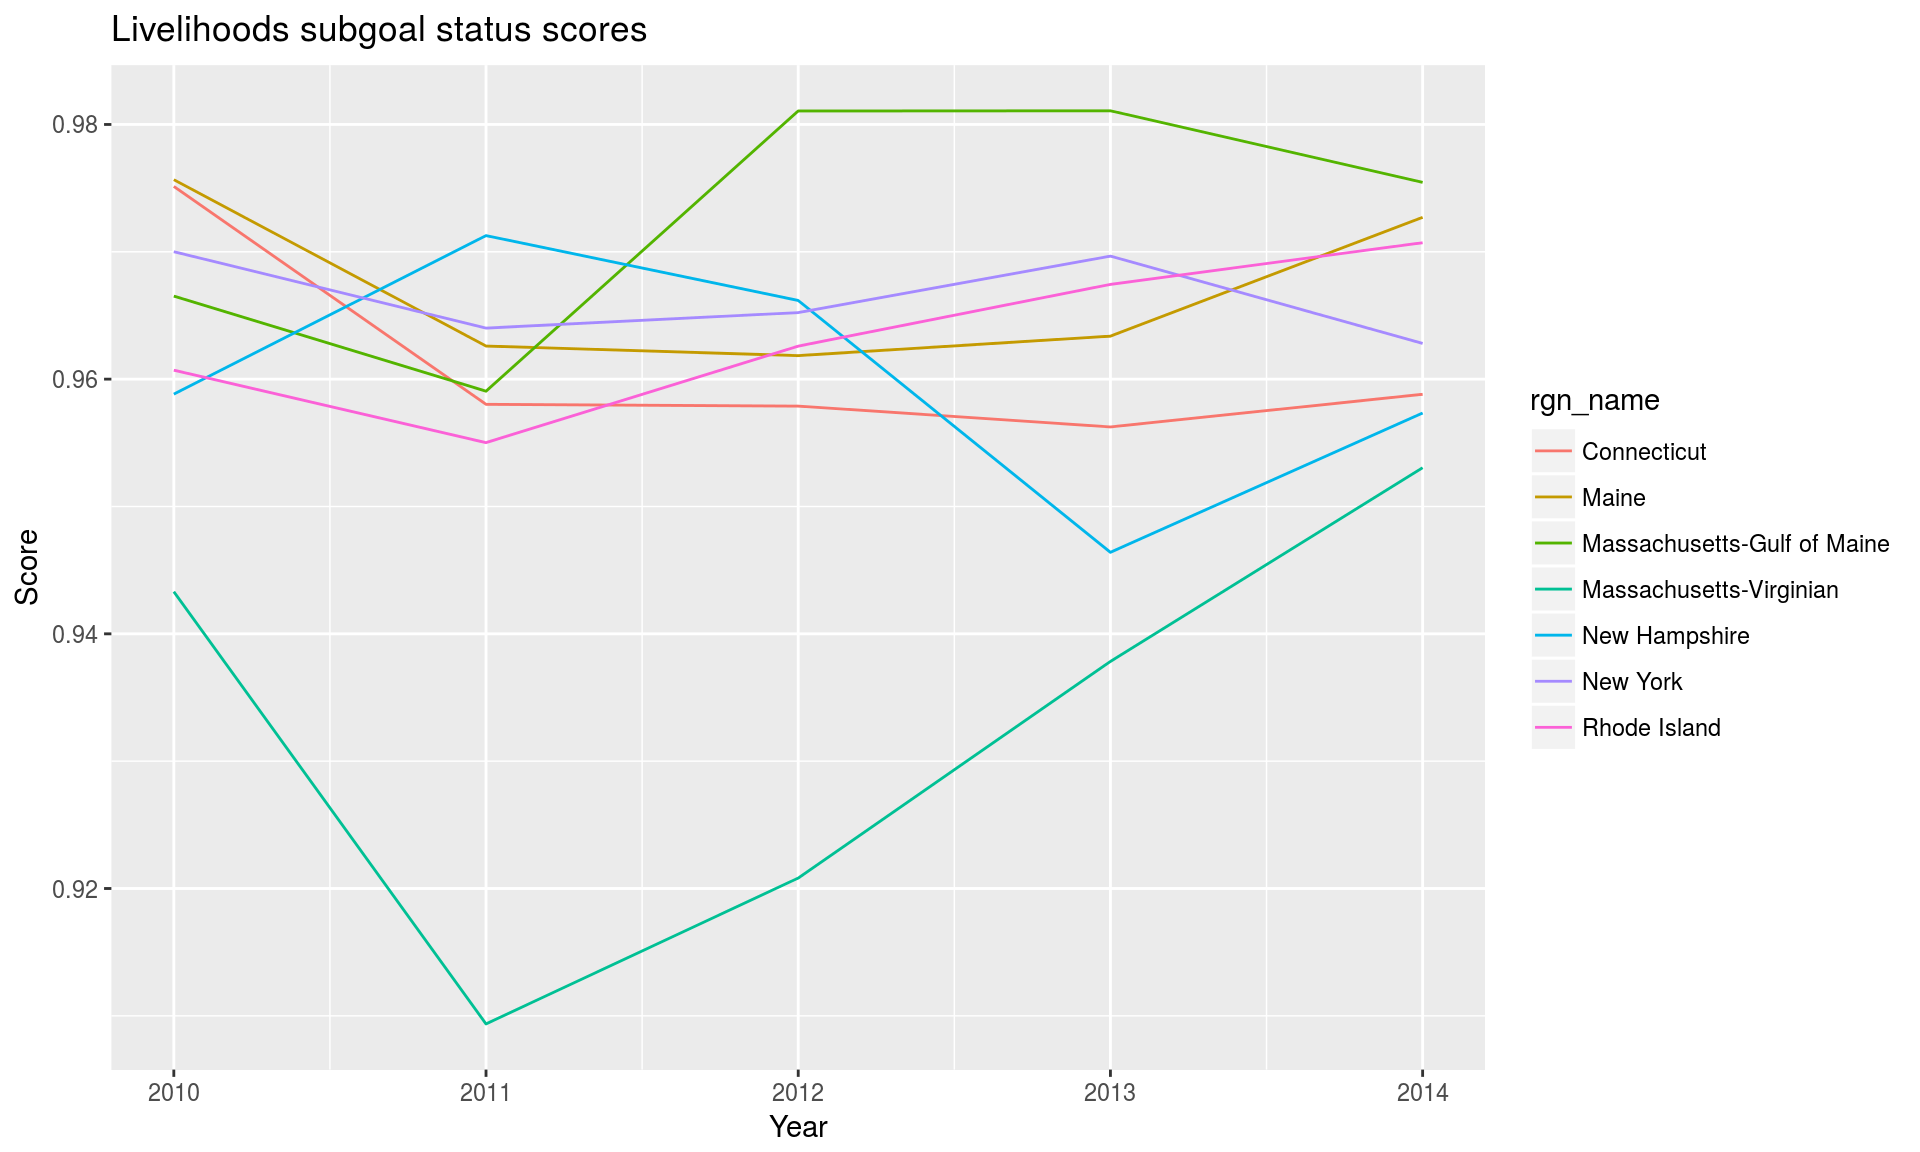 Livelihoods subgoal status scores
0.98
0.96
0.94
0.92
Score
2010 2011 2012 2013 2014
Year
rgn_name
Connecticut
Maine
Massachusetts-Gulf of Maine
Massachusetts-Virginian
New Hampshire
New York
Rhode Island